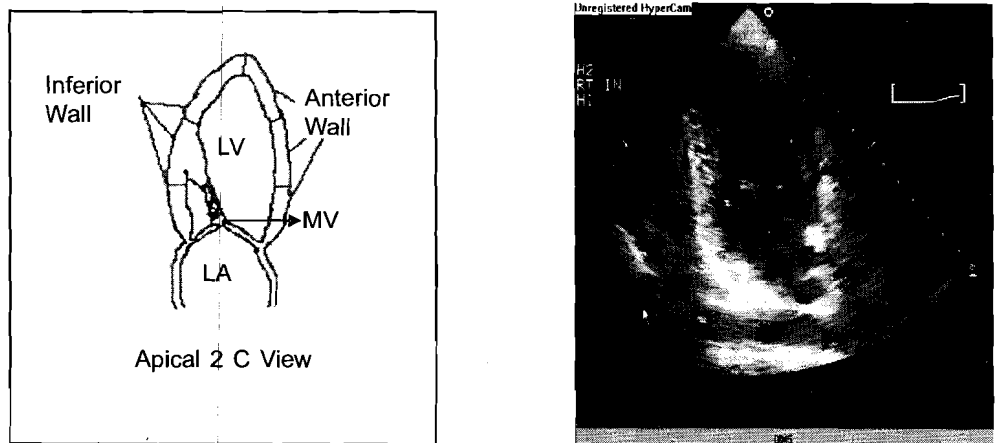 Inferior
Wall
Anterior
Wall
LV
MV
LA
Apical 2 C View
Unregistered HyperCam
H2
RT IN
H1